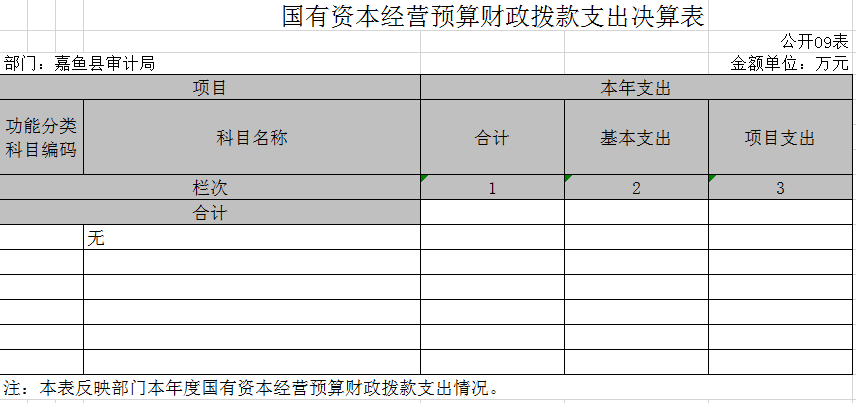 国有资本经营预算财政拨款支出决算表
公开09表
部门：嘉鱼县审计局 金额单位：万元
项目 本年支出
功能分类
科目编码 科目名称 合计 基本支出 项目支出
栏次 1 2 3
合计
无
注：本表反映部门本年度国有资本经营预算财政拨款支出情况。